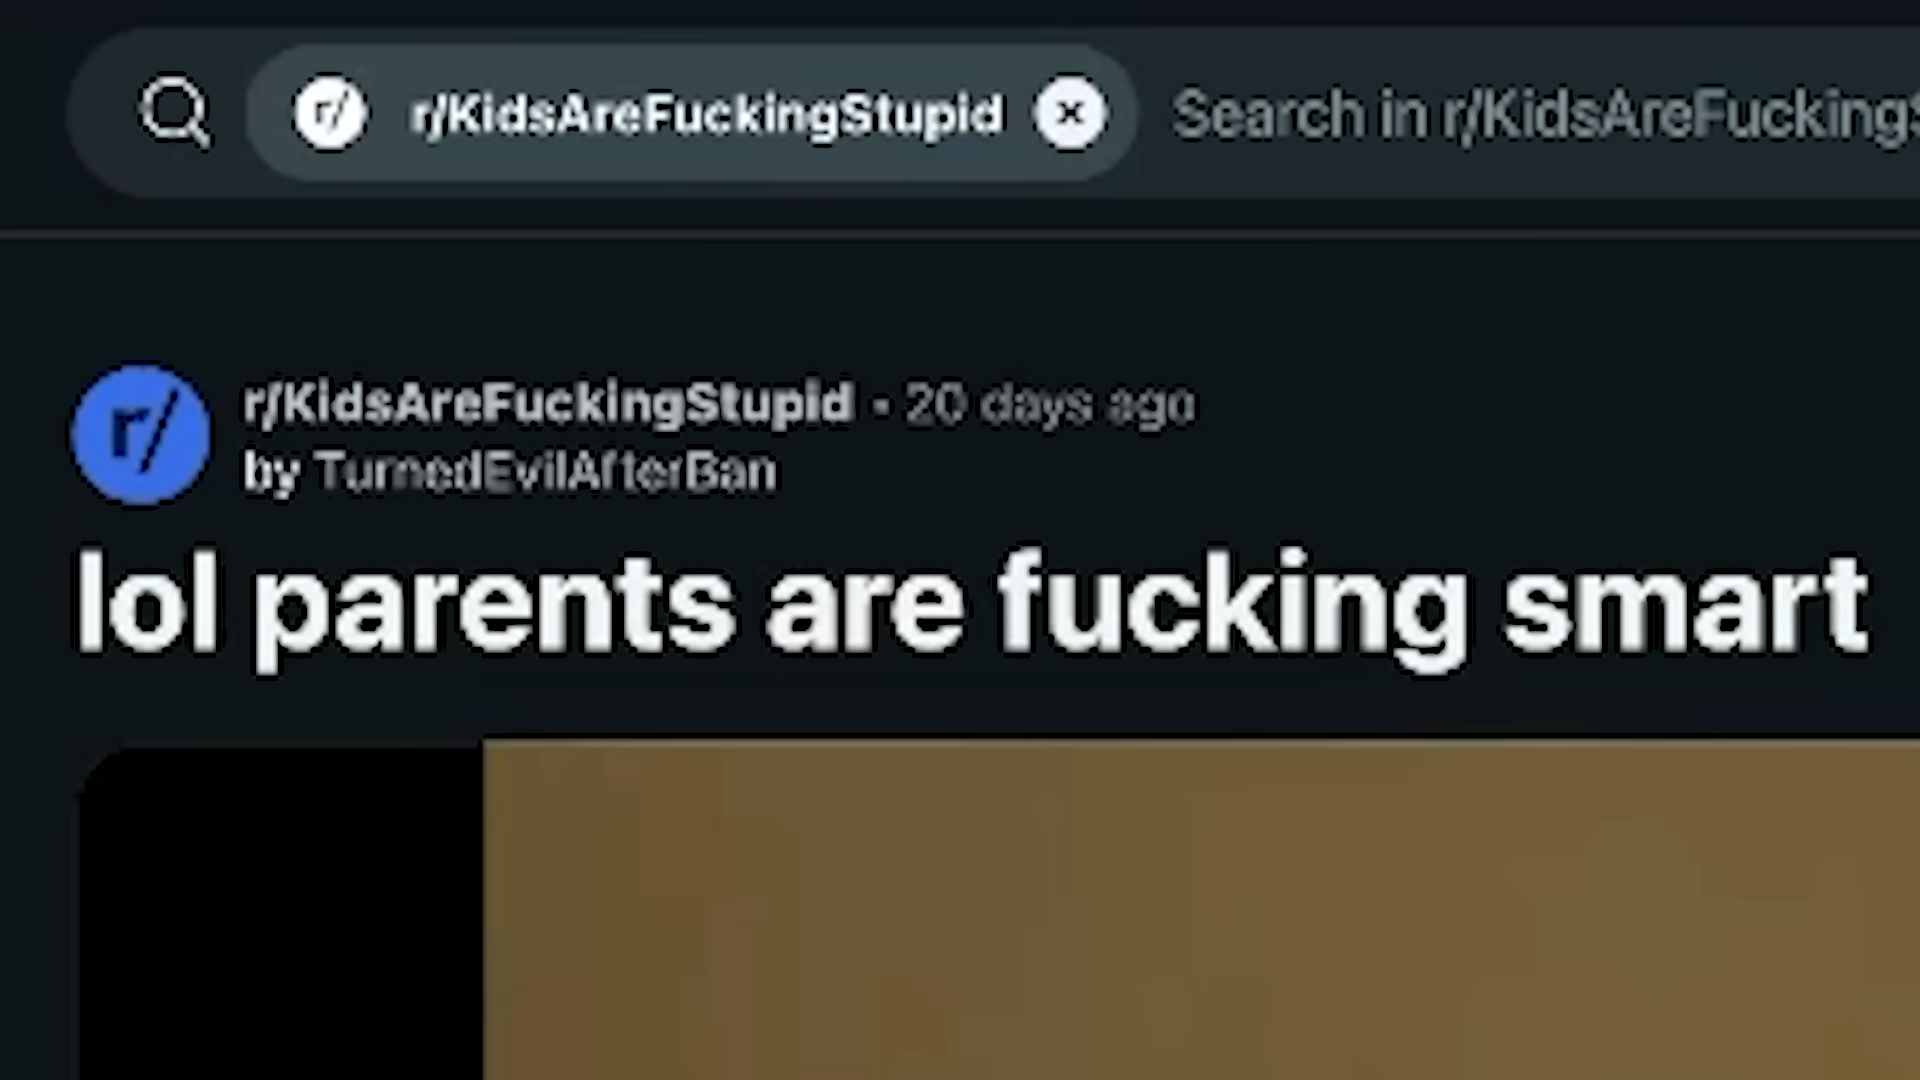 r/ r/KidsAreFuckingStupid Search in r/KidsAreFucking
r/ r/KidsAreFuckingStupid • 20 days ago
by TurnedEvilAfterBan
lol parents are fucking smart